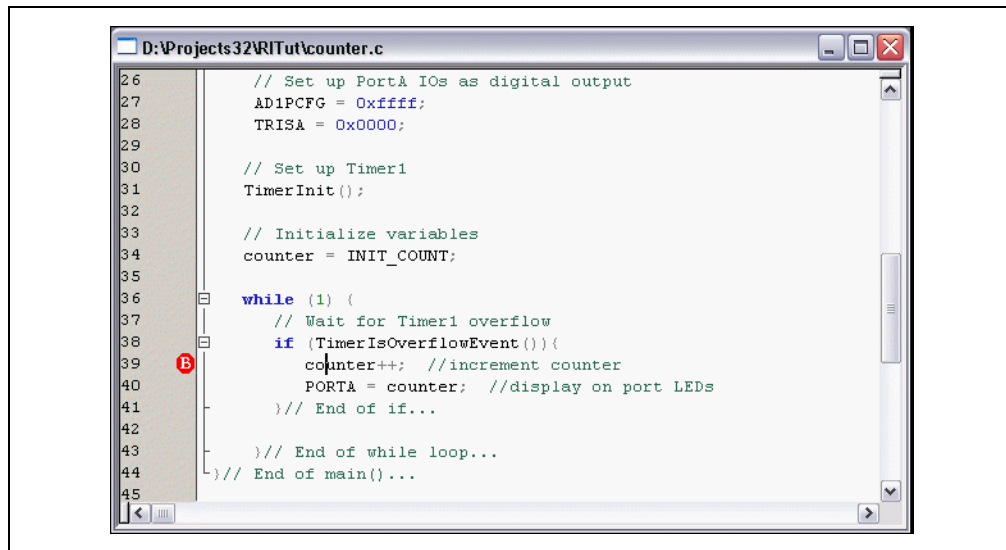 D:\Projects32\RITut\counter.c
26 // Set up PortA IOs as digital output
27 AD1PCFG = 0xffff;
28 TRISA = 0x0000;
29
30 // Set up Timer1
31 TimerInit();
32
33 // Initialize variables
34 counter = INIT_COUNT;
35
36 while (1) {
37 // Wait for Timer1 overflow
38 if (TimerIsOverflowEvent()){
39 B counter++; //increment counter
40 PORTA = counter; //display on port LEDs
41 }// End of if...
42
43 }// End of while loop...
44 }// End of main()...
45